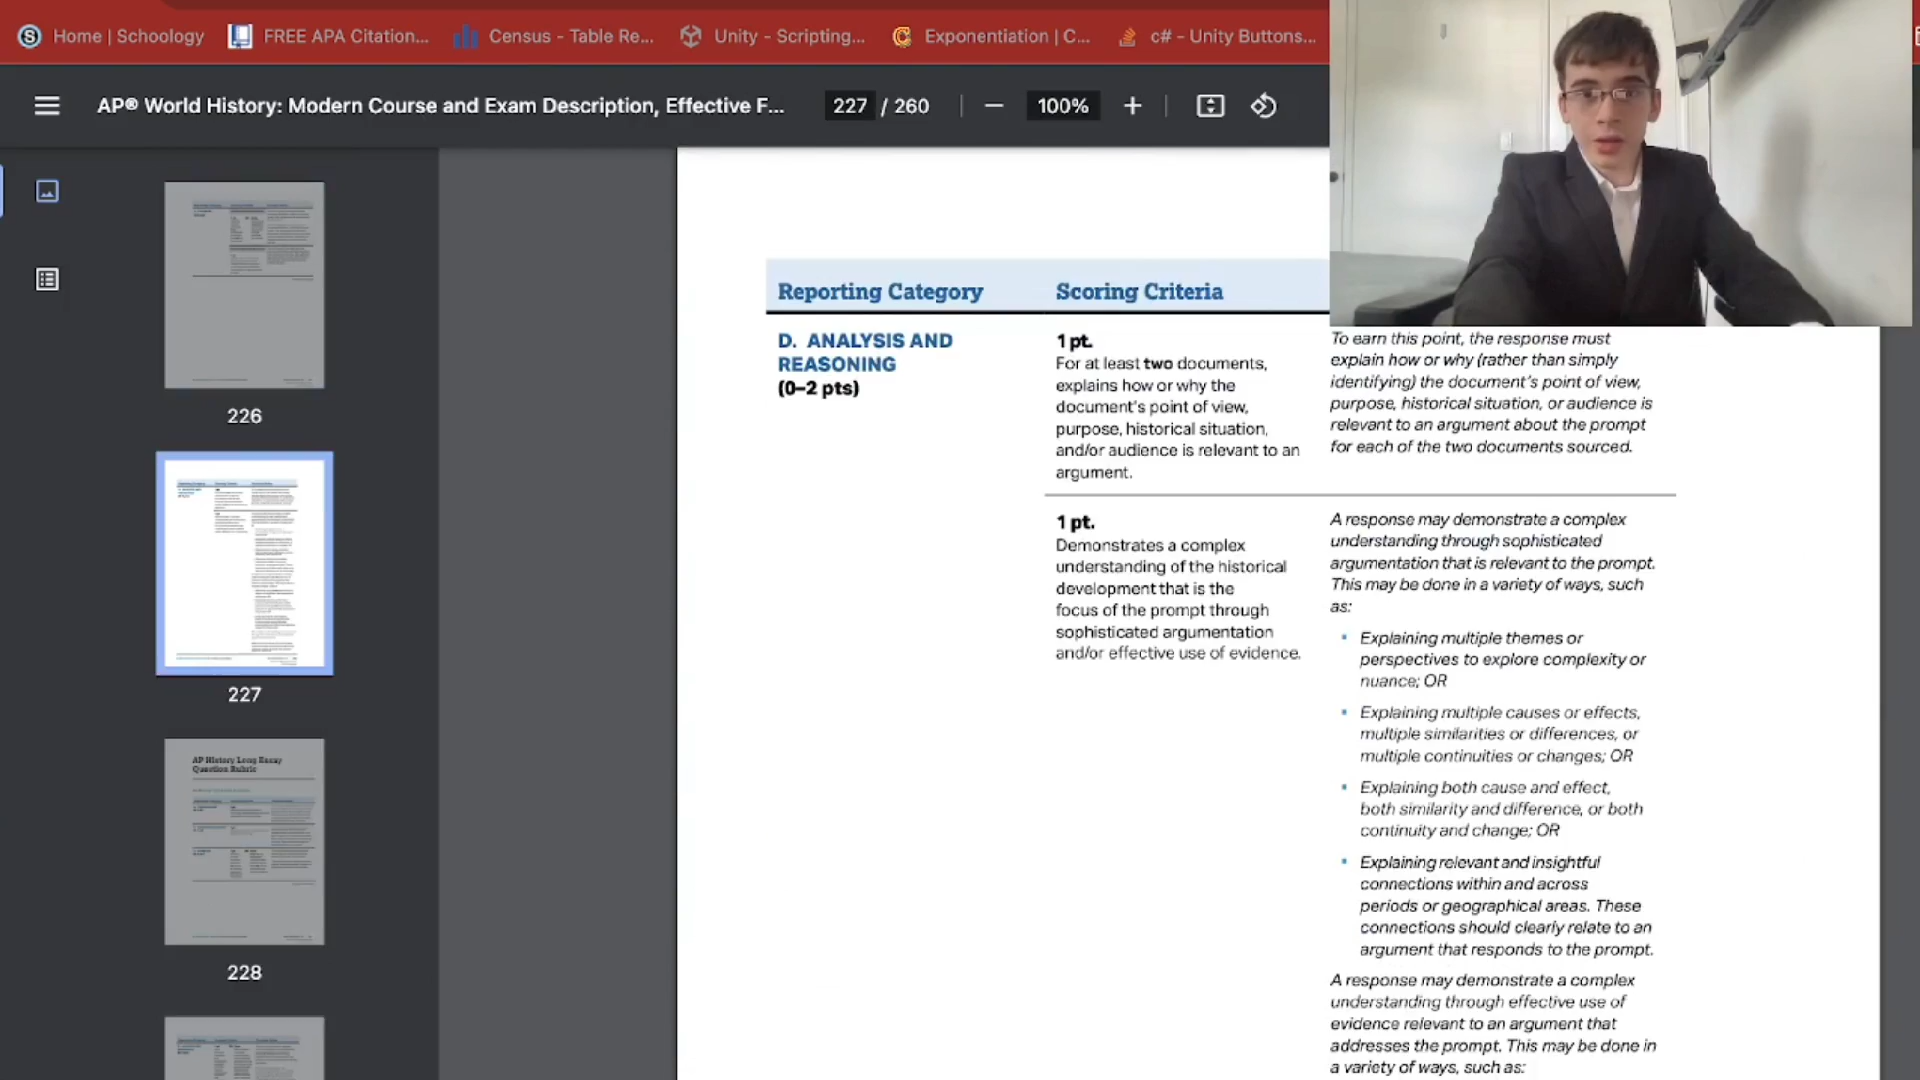 Home | Schoology
FREE APA Citation...
Census - Table Re...
Unity - Scripting...
Exponentiation | C...
c# - Unity Buttons...
AP® World History: Modern Course and Exam Description, Effective F...
227 / 260
100%
226
227
AP History Long Essay
Question Rubric
228
Reporting Category
Scoring Criteria
D. ANALYSIS AND
REASONING
(0–2 pts)
1 pt.
For at least two documents,
explains how or why the
document's point of view,
purpose, historical situation,
and/or audience is relevant to an
argument.
To earn this point, the response must
explain how or why (rather than simply
identifying) the document's point of view,
purpose, historical situation, or audience is
relevant to an argument about the prompt
for each of the two documents sourced.
1 pt.
Demonstrates a complex
understanding of the historical
development that is the
focus of the prompt through
sophisticated argumentation
and/or effective use of evidence.
A response may demonstrate a complex
understanding through sophisticated
argumentation that is relevant to the prompt.
This may be done in a variety of ways, such
as:
▪ Explaining multiple themes or
perspectives to explore complexity or
nuance; OR
▪ Explaining multiple causes or effects,
multiple similarities or differences, or
multiple continuities or changes; OR
▪ Explaining both cause and effect,
both similarity and difference, or both
continuity and change; OR
▪ Explaining relevant and insightful
connections within and across
periods or geographical areas. These
connections should clearly relate to an
argument that responds to the prompt.
A response may demonstrate a complex
understanding through effective use of
evidence relevant to an argument that
addresses the prompt. This may be done in
a variety of ways, such as: